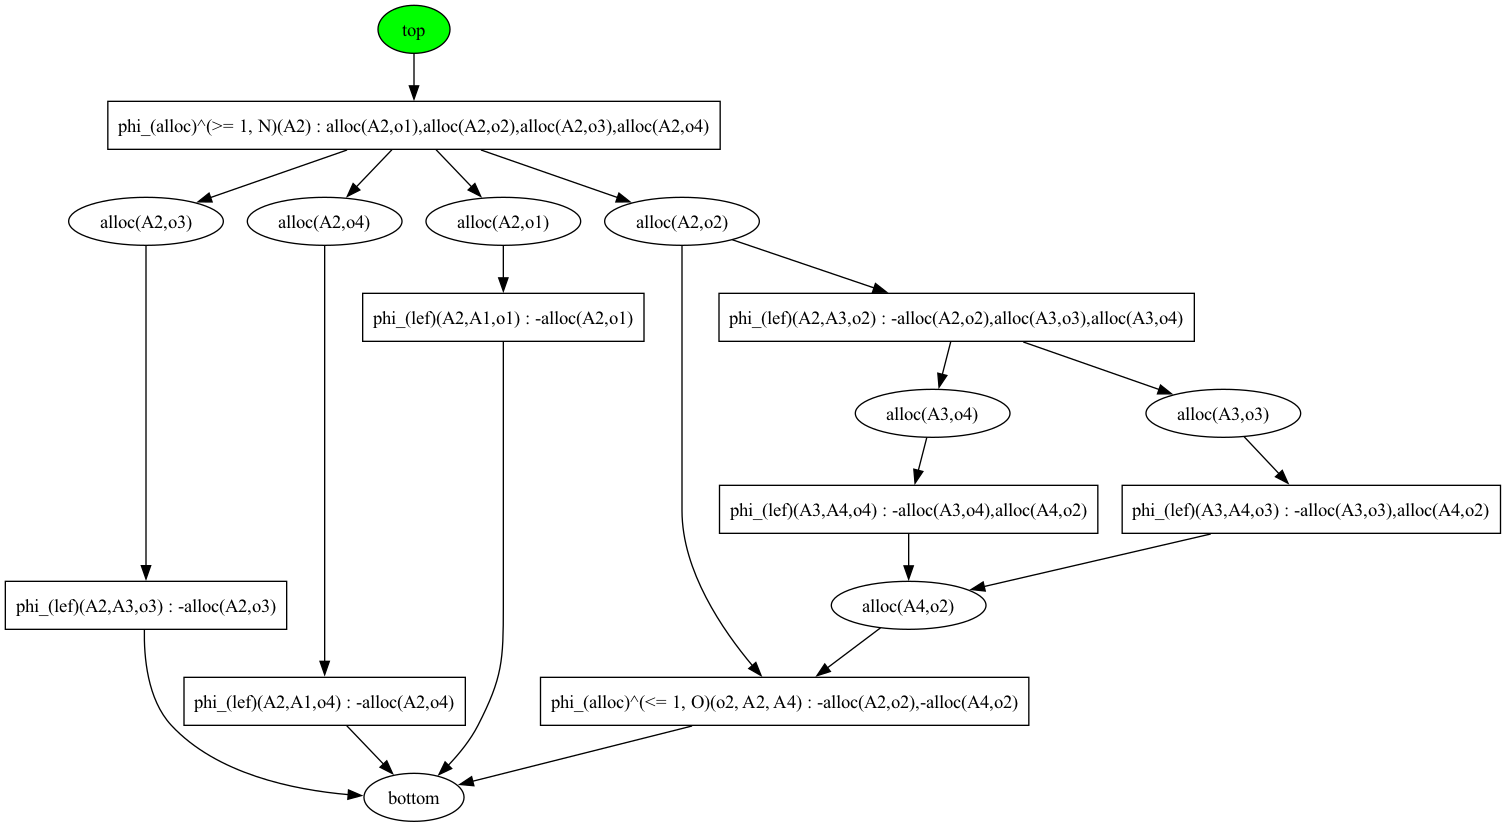 top
phi_(alloc)^(>= 1, N)(A2) : alloc(A2,o1),alloc(A2,o2),alloc(A2,o3),alloc(A2,o4)
alloc(A2,o3)
alloc(A2,o4)
alloc(A2,o1)
alloc(A2,o2)
phi_(lef)(A2,A1,o1) : -alloc(A2,o1)
phi_(lef)(A2,A3,o2) : -alloc(A2,o2),alloc(A3,o3),alloc(A3,o4)
alloc(A3,o4)
alloc(A3,o3)
phi_(lef)(A3,A4,o4) : -alloc(A3,o4),alloc(A4,o2)
phi_(lef)(A3,A4,o3) : -alloc(A3,o3),alloc(A4,o2)
phi_(lef)(A2,A3,o3) : -alloc(A2,o3)
alloc(A4,o2)
phi_(lef)(A2,A1,o4) : -alloc(A2,o4)
phi_(alloc)^(<= 1, O)(o2, A2, A4) : -alloc(A2,o2),-alloc(A4,o2)
bottom